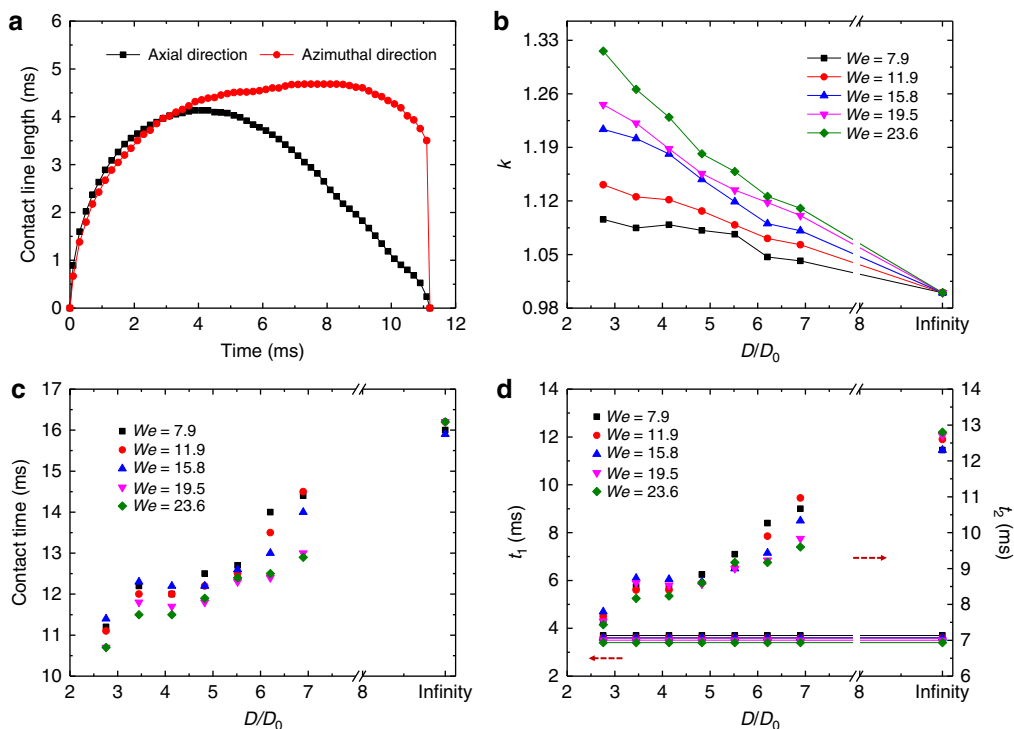 a
Axial direction
Azimuthal direction
Contact line length (ms)
6
5
4
3
2
1
0
0 2 4 6 8 10 12
Time (ms)
b
We = 7.9
We = 11.9
We = 15.8
We = 19.5
We = 23.6
k
1.33
1.26
1.19
1.12
1.05
0.98
2 3 4 5 6 7 8 Infinity
D/D0
c
We = 7.9
We = 11.9
We = 15.8
We = 19.5
We = 23.6
Contact time (ms)
17
16
15
14
13
12
11
10
2 3 4 5 6 7 8 Infinity
D/D0
d
We = 7.9
We = 11.9
We = 15.8
We = 19.5
We = 23.6
t1 (ms)
14
12
10
8
6
4
2
2 3 4 5 6 7 8 Infinity
D/D0
14
13
12
11
10
9
8
7
6
t2 (ms)